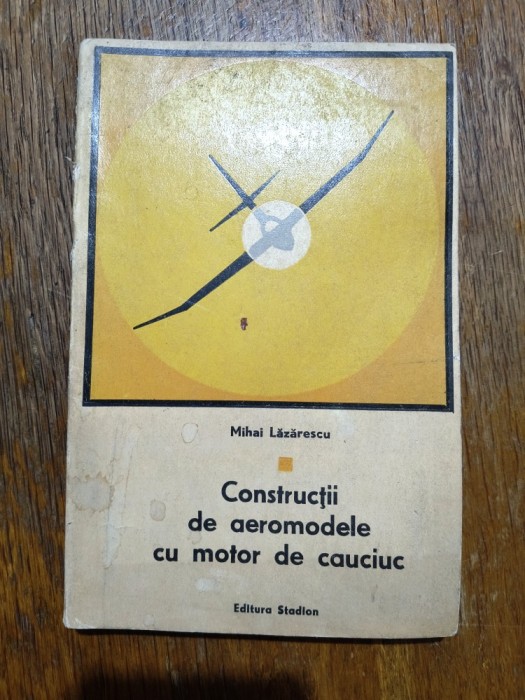 Mihai Lăzărescu
Construcţii
de aeromodele
cu motor de cauciuc
Editura Stadion